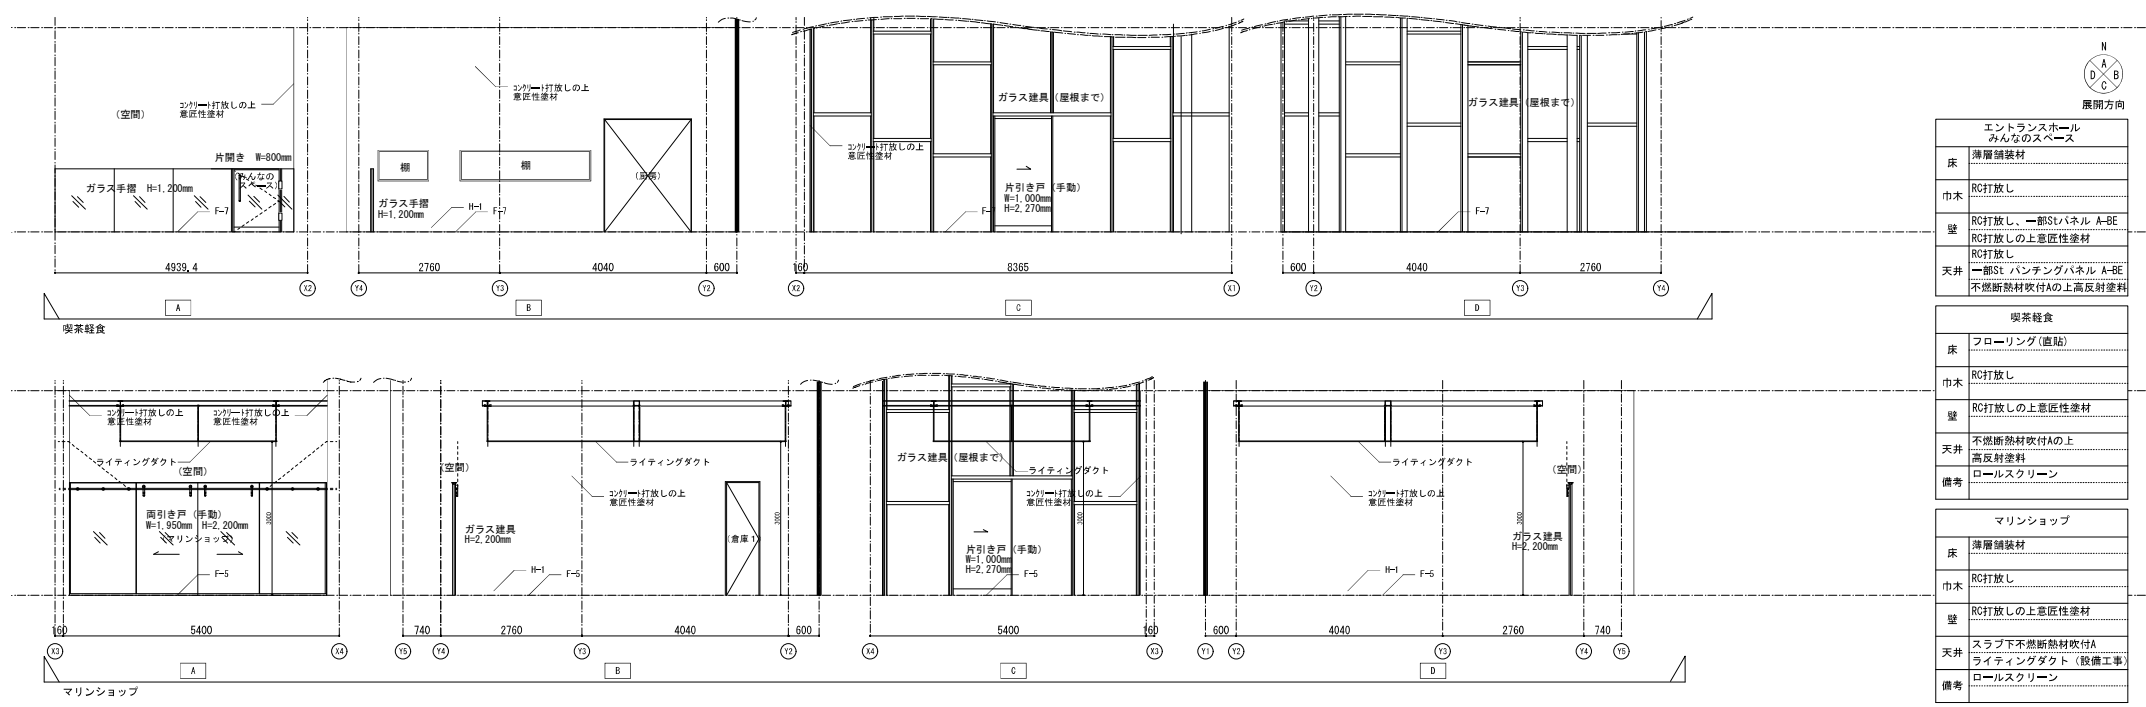 コンクリート打放しの上
意匠性塗材
(空間)
片開き W=800mm
(みんなの
スペース)
ガラス手摺 H=1,200mm
F-7
4939.4
X2
A
コンクリート打放しの上
意匠性塗材
棚
棚
(厨房)
ガラス手摺
H=1,200mm
H-1
F-7
2760
4040
600
Y4
Y3
Y2
B
ガラス建具(屋根まで)
コンクリート打放しの上
意匠性塗材
片引き戸(手動)
W=1,000mm
H=2,270mm
F-7
160
8365
X2
X1
C
ガラス建具(屋根まで)
F-7
600
4040
2760
Y2
Y3
Y4
D
喫茶軽食
コンクリート打放しの上
意匠性塗材
コンクリート打放しの上
意匠性塗材
ライティングダクト
(空間)
両引き戸(手動)
W=1,950mm H=2,200mm
(マリンショップ)
3000
F-5
160
5400
X3
X4
A
(空間)
ライティングダクト
コンクリート打放しの上
意匠性塗材
ガラス建具
H=2,200mm
(倉庫1)
3000
H-1
F-5
740
2760
4040
600
Y5
Y4
Y3
Y2
B
ガラス建具(屋根まで)
ライティングダクト
コンクリート打放しの上
意匠性塗材
片引き戸(手動)
W=1,000mm
H=2,270mm
3000
F-5
5400
160
X4
X3
C
ライティングダクト
(空間)
コンクリート打放しの上
意匠性塗材
3000
ガラス建具
H=2,200mm
H-1
F-5
600
4040
2760
740
Y1
Y2
Y3
Y4
Y5
D
マリンショップ
N
A
D
B
C
展開方向
エントランスホール
みんなのスペース
床 薄層舗装材
巾木 RC打放し
壁 RC打放し、一部Stパネル A-BE
RC打放しの上意匠性塗材
天井 RC打放し
一部St パンチングパネル A-BE
不燃断熱材吹付Aの上高反射塗料
喫茶軽食
床 フローリング(直貼)
巾木 RC打放し
壁 RC打放しの上意匠性塗材
天井 不燃断熱材吹付Aの上
高反射塗料
備考 ロールスクリーン
マリンショップ
床 薄層舗装材
巾木 RC打放し
壁 RC打放しの上意匠性塗材
天井 スラブ下不燃断熱材吹付A
ライティングダクト(設備工事)
備考 ロールスクリーン